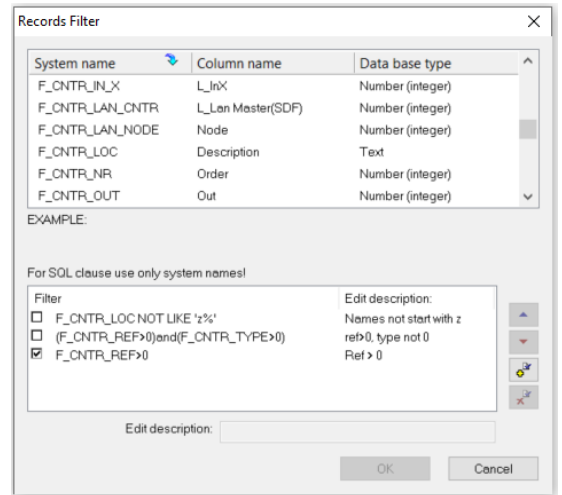 Records Filter
System name Column name Data base type
F_CNTR_IN_X L_InX Number (integer)
F_CNTR_LAN_CNTR L_Lan Master(SDF) Number (integer)
F_CNTR_LAN_NODE Node Number (integer)
F_CNTR_LOC Description Text
F_CNTR_NR Order Number (integer)
F_CNTR_OUT Out Number (integer)
EXAMPLE:
For SQL clause use only system names!
Filter Edit description:
F_CNTR_LOC NOT LIKE 'z%' Names not start with z
(F_CNTR_REF>0)and(F_CNTR_TYPE>0) ref>0, type not 0
F_CNTR_REF>0 Ref > 0
Edit description:
OK Cancel